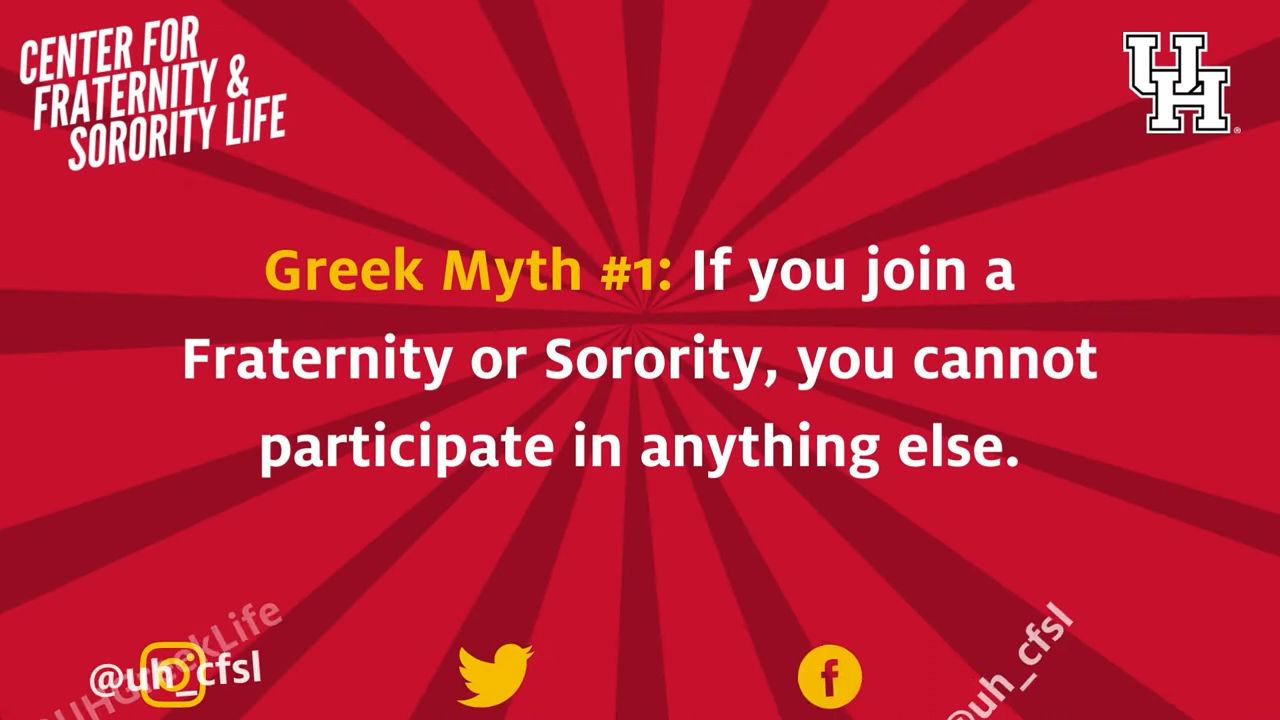 CENTER FOR
FRATERNITY &
SORORITY LIFE
UH
Greek Myth #1: If you join a
Fraternity or Sorority, you cannot
participate in anything else.
@UHGreekLife
@uh_cfsl
@uh_cfsl